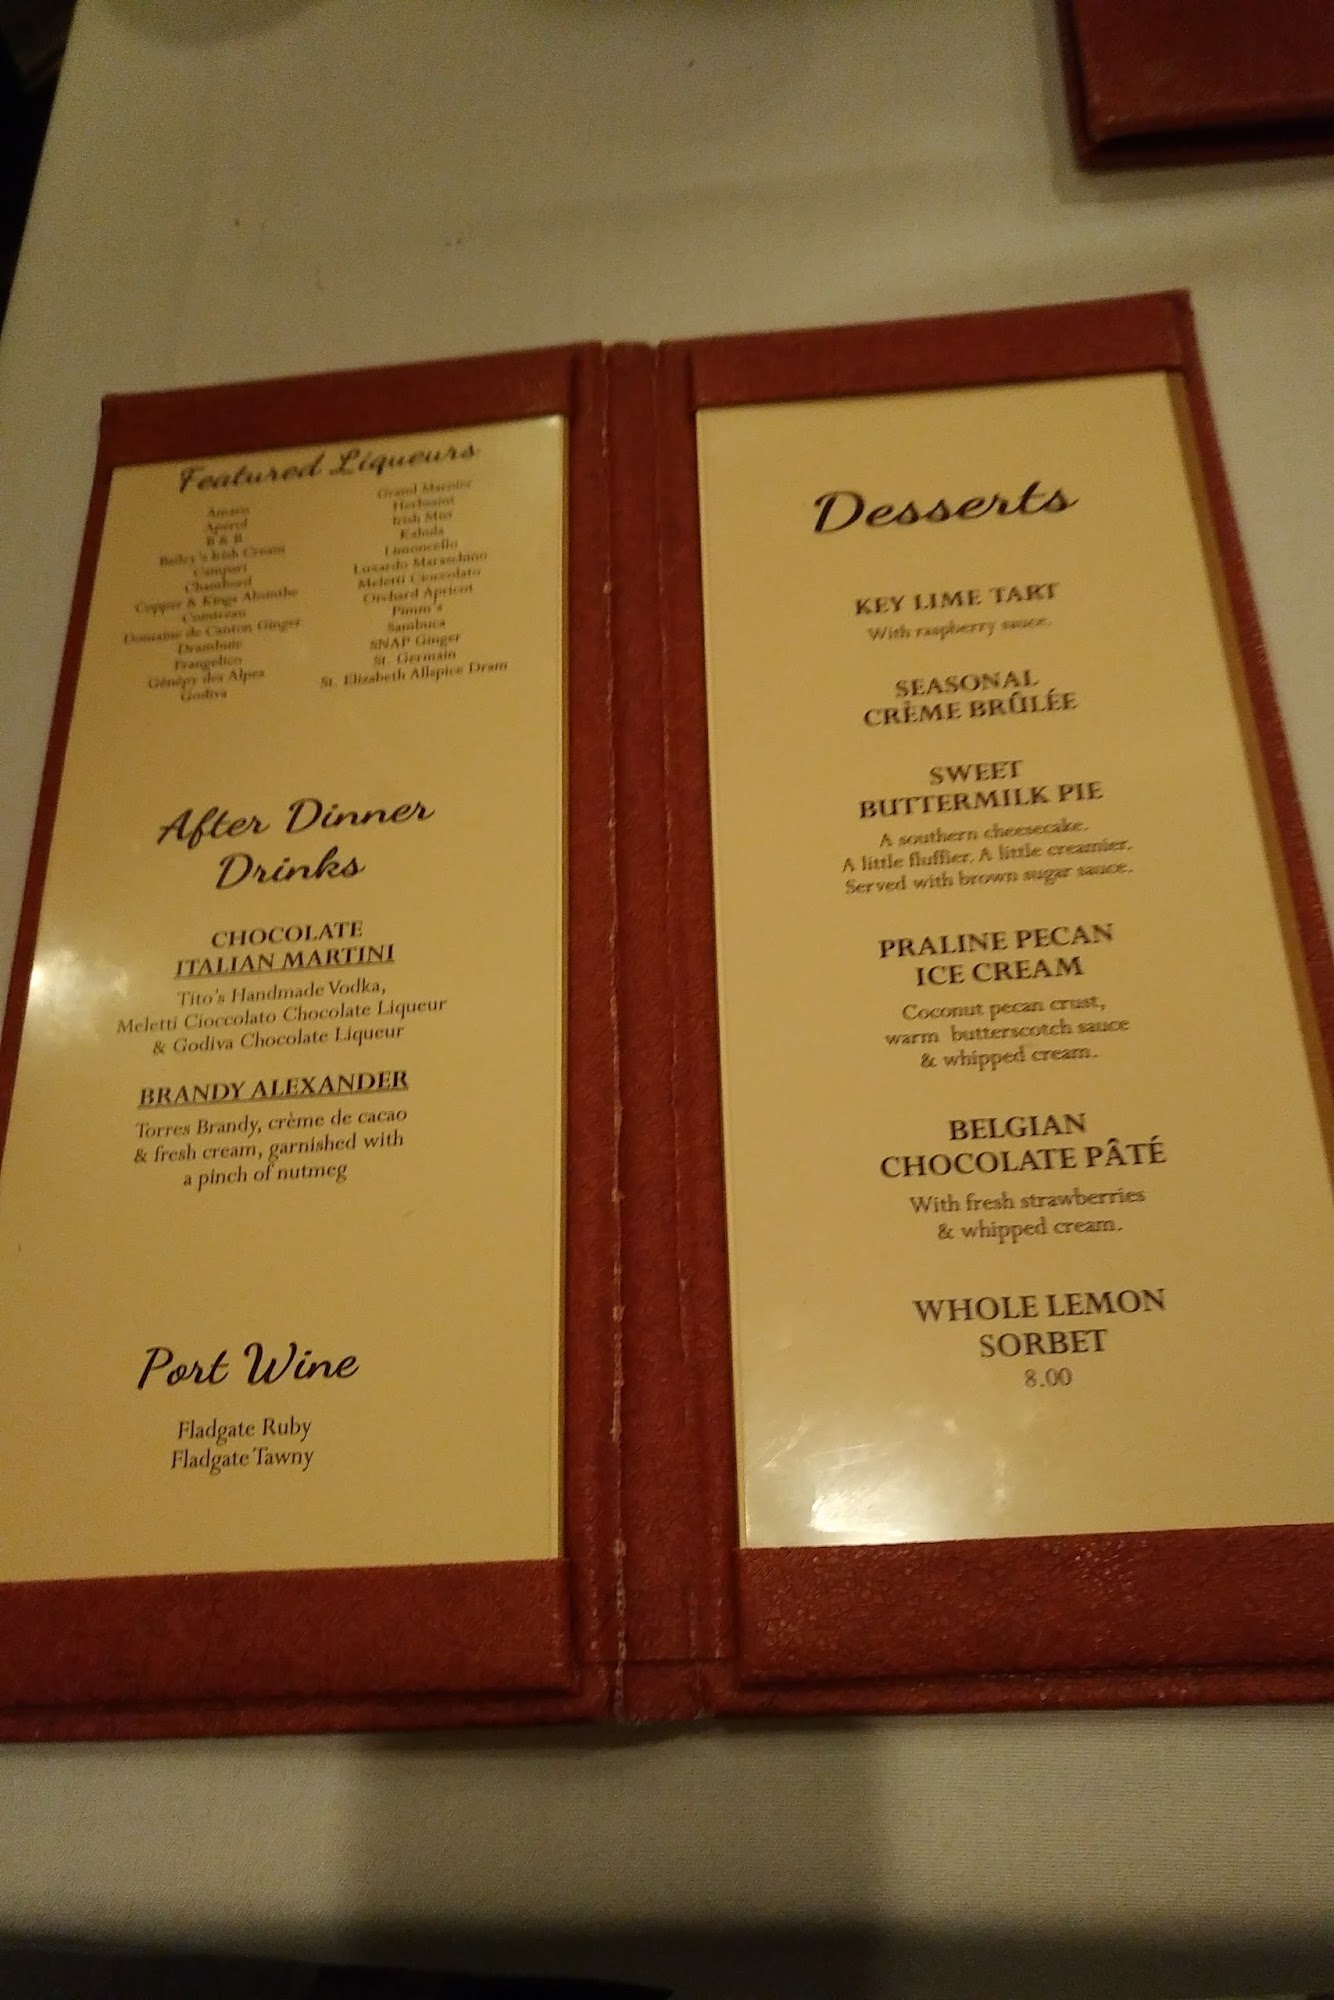 Featured Liqueurs
Amaro
Aperol
B & B
Bailey's Irish Cream
Campari
Chambord
Copper & Kings Absinthe
Cointreau
Domaine de Canton Ginger
Drambuie
Frangelico
Génépy des Alpes
Godiva
Grand Marnier
Herbsaint
Irish Mist
Kahula
Limoncello
Luxardo Maraschino
Meletti Cioccolato
Orchard Apricot
Pimm's
Sambuca
SNAP Ginger
St. Germain
St. Elizabeth Allspice Dram
After Dinner
Drinks
CHOCOLATE
ITALIAN MARTINI
Tito's Handmade Vodka,
Meletti Cioccolato Chocolate Liqueur
& Godiva Chocolate Liqueur
BRANDY ALEXANDER
Torres Brandy, crème de cacao
& fresh cream, garnished with
a pinch of nutmeg
Port Wine
Fladgate Ruby
Fladgate Tawny
Desserts
KEY LIME TART
With raspberry sauce.
SEASONAL
CRÈME BRÛLÉE
SWEET
BUTTERMILK PIE
A southern cheesecake.
A little fluffier. A little creamier.
Served with brown sugar sauce.
PRALINE PECAN
ICE CREAM
Coconut pecan crust,
warm butterscotch sauce
& whipped cream.
BELGIAN
CHOCOLATE PÂTÉ
With fresh strawberries
& whipped cream.
WHOLE LEMON
SORBET
8.00